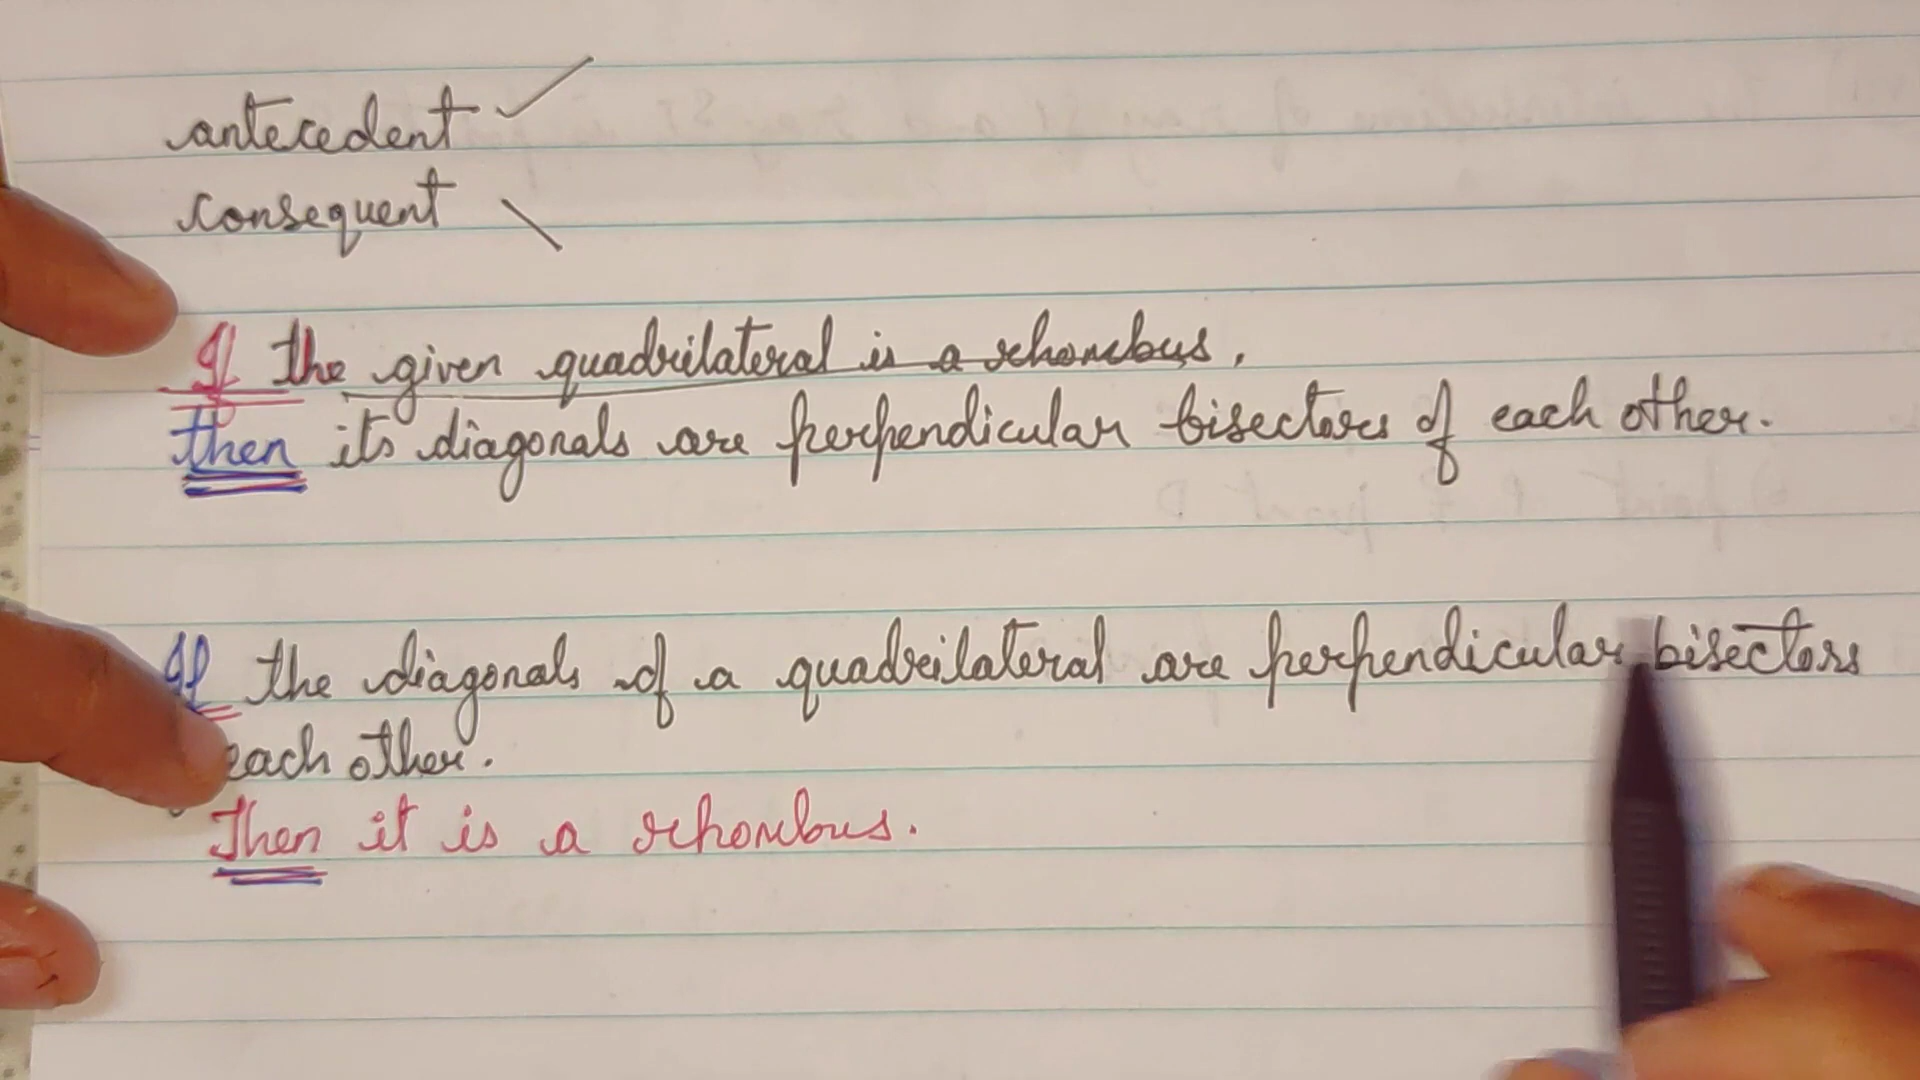 antecedent
consequent
If the given quadrilateral is a rhombus,
then its diagonals are perpendicular bisectors of each other.
If the diagonals of a quadrilateral are perpendicular bisectors
each other.
Then it is a rhombus.